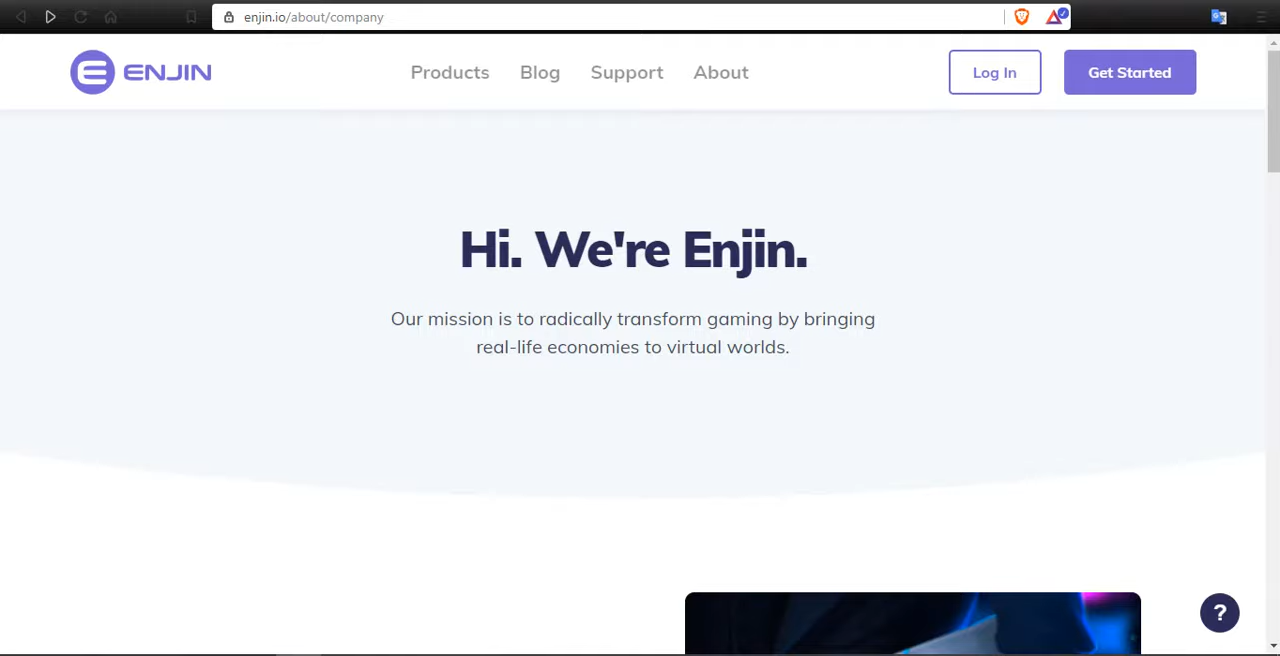 enjin.io/about/company
ENJIN
Products Blog Support About Log In Get Started
Hi. We're Enjin.
Our mission is to radically transform gaming by bringing
real-life economies to virtual worlds.
?